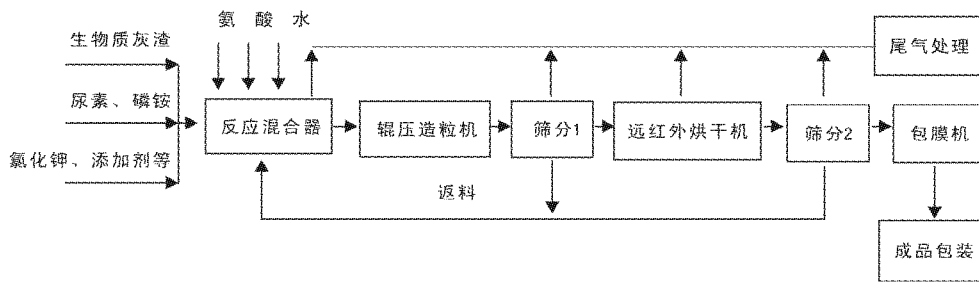 氨 酸 水
生物质灰渣
尾气处理
尿素、磷铵
反应混合器
辊压造粒机
筛分1
远红外烘干机
筛分2
包膜机
氯化钾、添加剂等
返料
成品包装